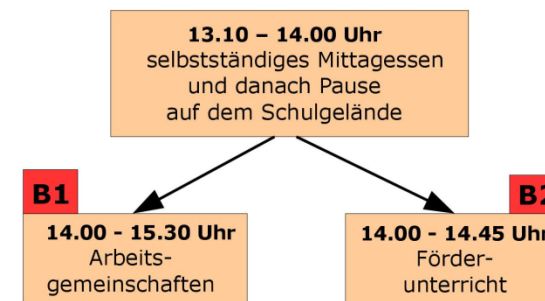 13.10 – 14.00 Uhr
selbstständiges Mittagessen
und danach Pause
auf dem Schulgelände
B1
B2
14.00 - 15.30 Uhr
Arbeits-
gemeinschaften
14.00 - 14.45 Uhr
Förder-
unterricht